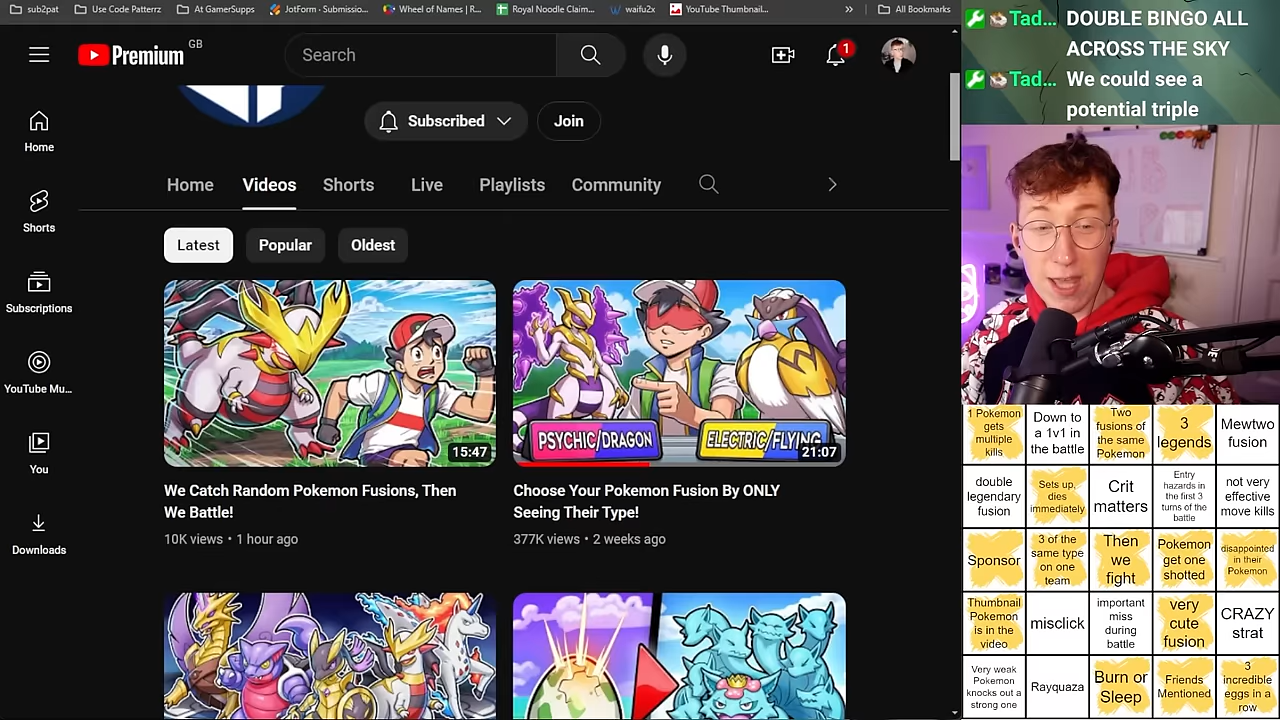 sub2pat
Use Code Patterrz
At GamerSupps
JotForm - Submisso...
Wheel of Names | R...
Royal Noodle Claim...
waifu2x
YouTube Thumbnail...
»
All Bookmarks
Premium GB
Search
1
Subscribed
Join
Home
Videos
Shorts
Live
Playlists
Community
Latest
Popular
Oldest
Home
Shorts
Subscriptions
YouTube Mu...
You
Downloads
15:47
PSYCHIC/DRAGON
ELECTRIC/FLYING
21:07
We Catch Random Pokemon Fusions, Then
We Battle!
10K views • 1 hour ago
Choose Your Pokemon Fusion By ONLY
Seeing Their Type!
377K views • 2 weeks ago
Tad... DOUBLE BINGO ALL
ACROSS THE SKY
Tad... We could see a
potential triple
1 Pokemon
gets
multiple
kills
Down to
a 1v1 in
the battle
Two
fusions of
the same
Pokemon
3
legends
Mewtwo
fusion
double
legendary
fusion
Sets up,
dies
immediately
Crit
matters
Entry
hazards in
the first 3
turns of the
battle
not very
effective
move kills
Sponsor
3 of the
same type
on one
team
Then
we
fight
Pokemon
get one
shotted
disappointed
in their
Pokemon
Thumbnail
Pokemon
is in the
video
misclick
important
miss
during
battle
very
cute
fusion
CRAZY
strat
Very weak
Pokemon
knocks out a
strong one
Rayquaza
Burn or
Sleep
Friends
Mentioned
3
incredible
eggs in a
row